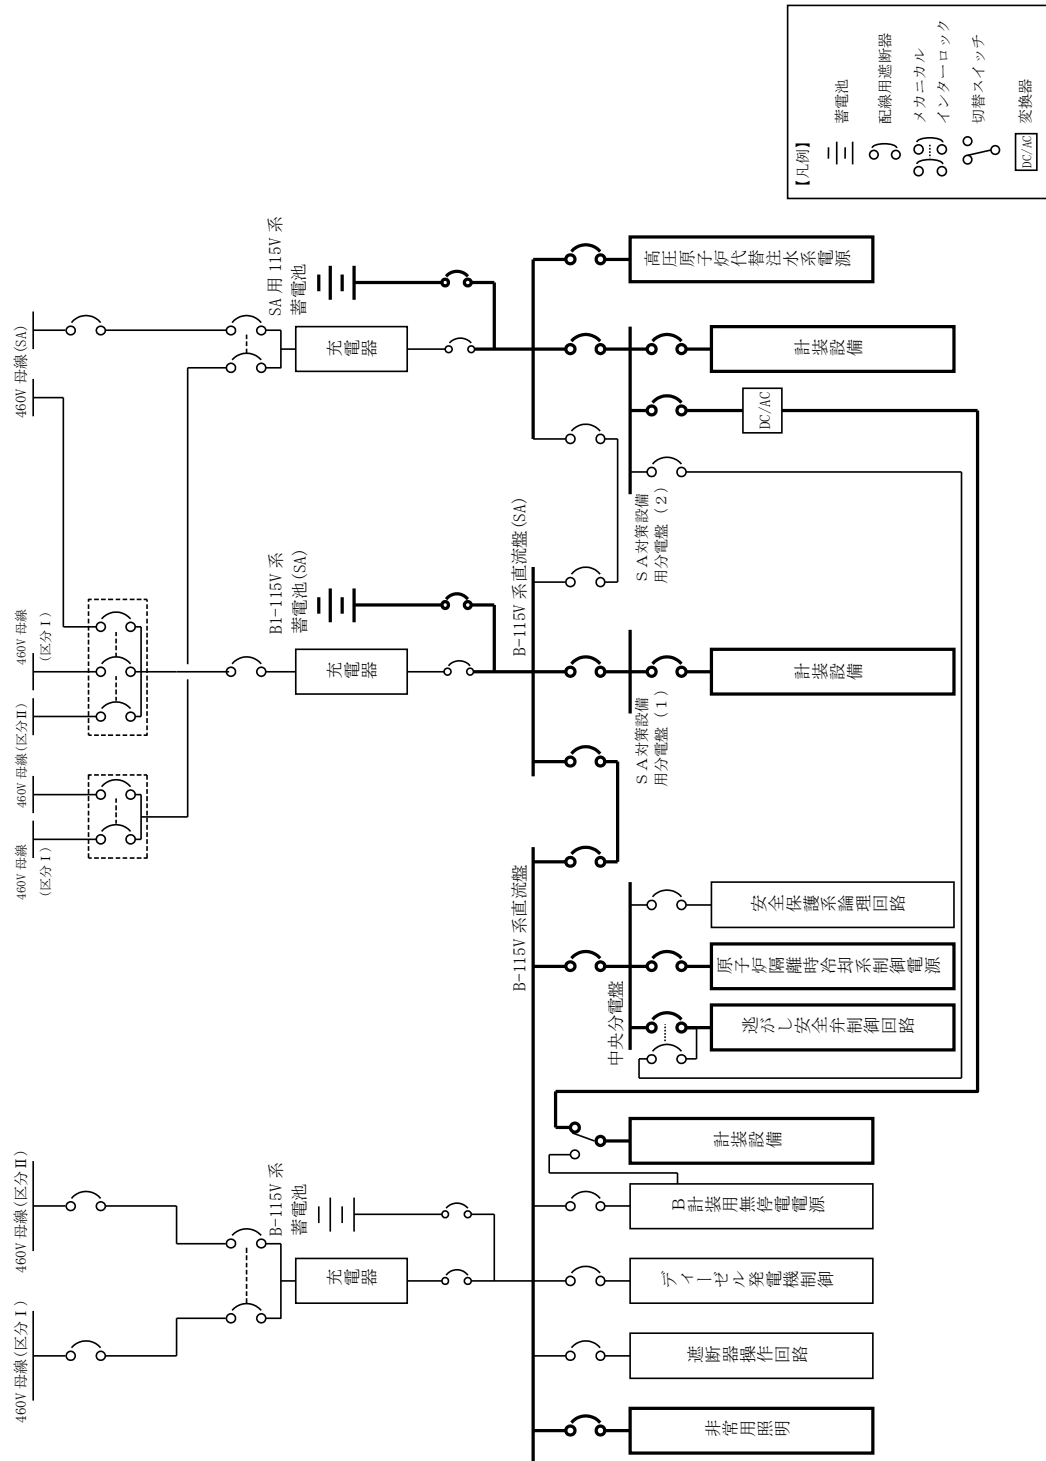 460V 母線(区分Ⅰ)
460V 母線(区分Ⅱ)
充電器
B-115V 系
蓄電池
460V 母線
(区分Ⅰ)
460V 母線(区分Ⅱ)
460V 母線
(区分Ⅰ)
460V 母線(SA)
充電器
B1-115V 系
蓄電池(SA)
充電器
SA 用 115V 系
蓄電池
B-115V 系直流盤
B-115V 系直流盤(SA)
中央分電盤
SA対策設備
用分電盤(1)
SA対策設備
用分電盤(2)
非常用照明
遮断器操作回路
ディーゼル発電機制御
B計装用無停電電源
計装設備
逃がし安全弁制御回路
原子炉隔離時冷却系制御電源
安全保護系論理回路
計装設備
DC/AC
計装設備
高圧原子炉代替注水系電源
【凡例】
蓄電池
配線用遮断器
メカニカル
インターロック
切替スイッチ
DC/AC
変換器